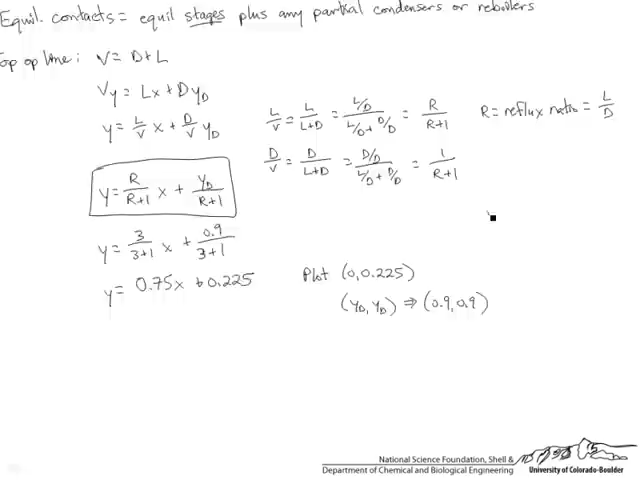 Equil. contacts = equil stages plus any partial condensers or reboilers
Top op line: V = D + L
Vy = Lx + D y_D
y = L/V x + D/V y_D
L/V = L/(L+D) = (L/D)/(L/D + D/D) = R/(R+1)
R = reflux ratio = L/D
D/V = D/(L+D) = (D/D)/(L/D + D/D) = 1/(R+1)
y = R/(R+1) x + y_D/(R+1)
y = 3/(3+1) x + 0.9/(3+1)
y = 0.75x + 0.225
Plot (0, 0.225)
(y_D, y_D) ⇒ (0.9, 0.9)
National Science Foundation, Shell &
Department of Chemical and Biological Engineering
University of Colorado-Boulder